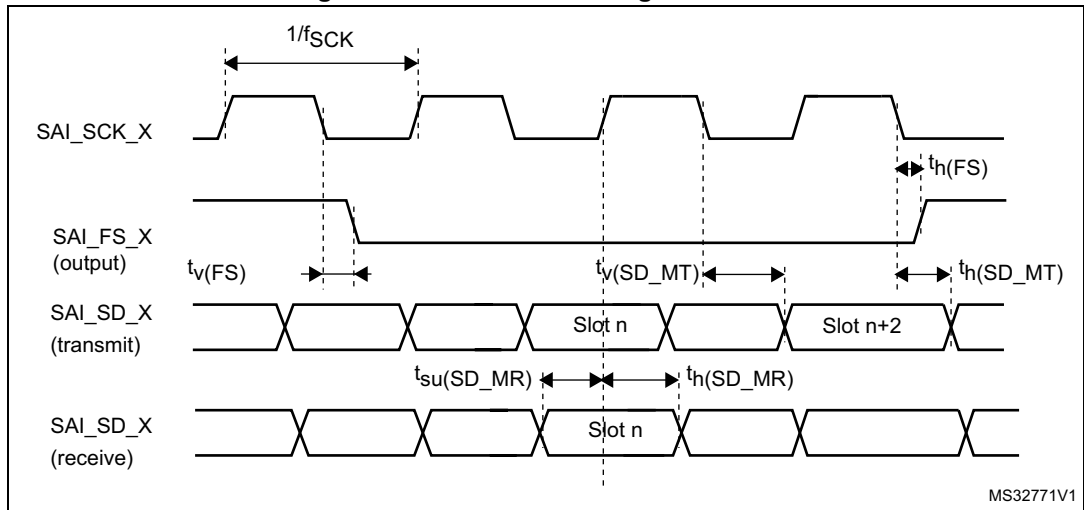 1/fSCK
SAI_SCK_X
th(FS)
SAI_FS_X
(output)
tv(FS)
tv(SD_MT)
th(SD_MT)
SAI_SD_X
(transmit)
Slot n
Slot n+2
tsu(SD_MR)
th(SD_MR)
SAI_SD_X
(receive)
Slot n
MS32771V1